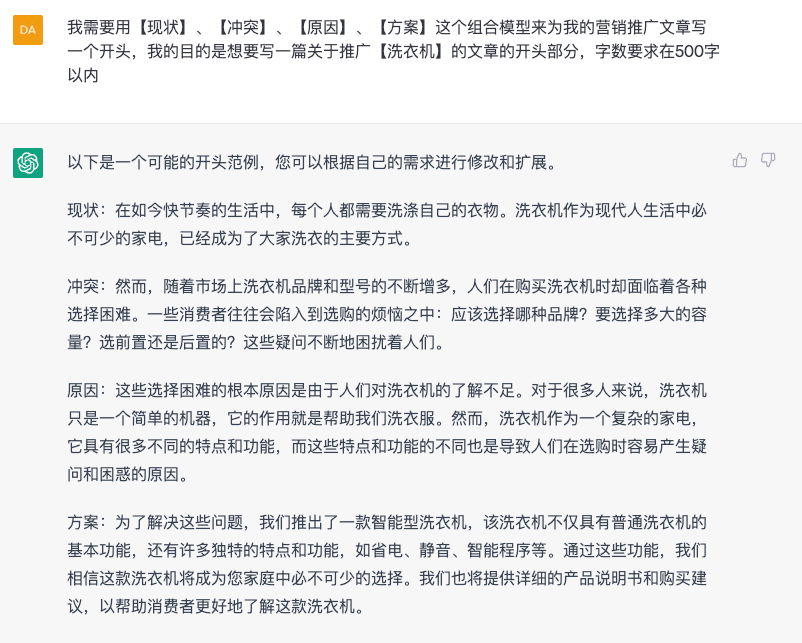 DA
我需要用【现状】、【冲突】、【原因】、【方案】这个组合模型来为我的营销推广文章写
一个开头，我的目的是想要写一篇关于推广【洗衣机】的文章的开头部分，字数要求在500字
以内
以下是一个可能的开头范例，您可以根据自己的需求进行修改和扩展。
现状：在如今快节奏的生活中，每个人都需要洗涤自己的衣物。洗衣机作为现代人生活中必
不可少的家电，已经成为了大家洗衣的主要方式。
冲突：然而，随着市场上洗衣机品牌和型号的不断增多，人们在购买洗衣机时却面临着各种
选择困难。一些消费者往往会陷入到选购的烦恼之中：应该选择哪种品牌？要选择多大的容
量？选前置还是后置的？这些疑问不断地困扰着人们。
原因：这些选择困难的根本原因是由于人们对洗衣机的了解不足。对于很多人来说，洗衣机
只是一个简单的机器，它的作用就是帮助我们洗衣服。然而，洗衣机作为一个复杂的家电，
它具有很多不同的特点和功能，而这些特点和功能的不同也是导致人们在选购时容易产生疑
问和困惑的原因。
方案：为了解决这些问题，我们推出了一款智能型洗衣机，该洗衣机不仅具有普通洗衣机的
基本功能，还有许多独特的特点和功能，如省电、静音、智能程序等。通过这些功能，我们
相信这款洗衣机将成为您家庭中必不可少的选择。我们也将提供详细的产品说明书和购买建
议，以帮助消费者更好地了解这款洗衣机。